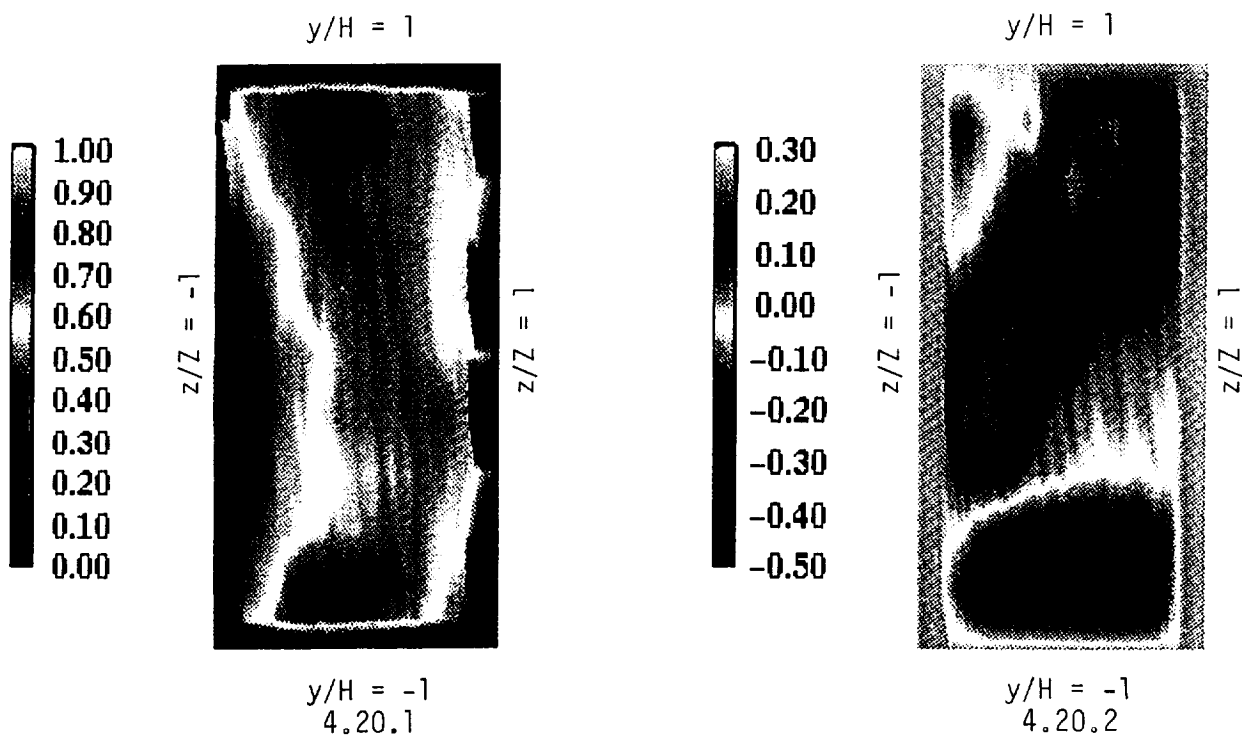 y/H = 1
1.00
0.90
0.80
0.70
0.60
0.50
0.40
0.30
0.20
0.10
0.00
z/Z = -1
z/Z = 1
y/H = -1
4.20.1
y/H = 1
0.30
0.20
0.10
0.00
-0.10
-0.20
-0.30
-0.40
-0.50
z/Z = -1
z/Z = 1
y/H = -1
4.20.2